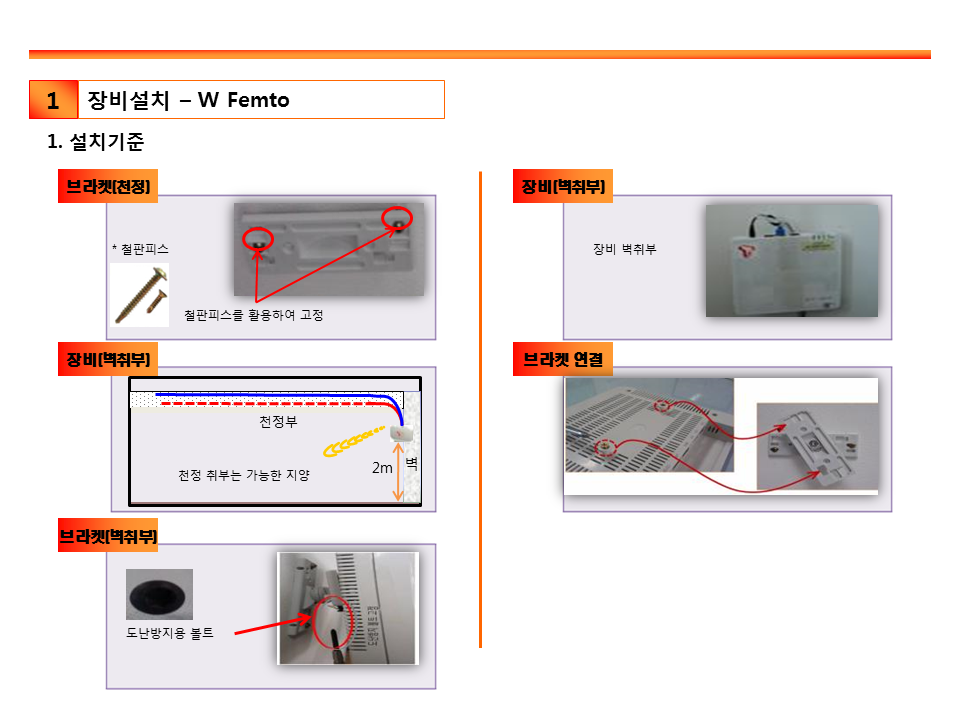 1
장비설치 – W Femto
1. 설치기준
브라켓(천정)
* 철판피스
철판피스를 활용하여 고정
장비(벽취부)
천정부
천정 취부는 가능한 지양
2m
벽
브라켓(벽취부)
도난방지용 볼트
장비(벽취부)
장비 벽취부
브라켓 연결